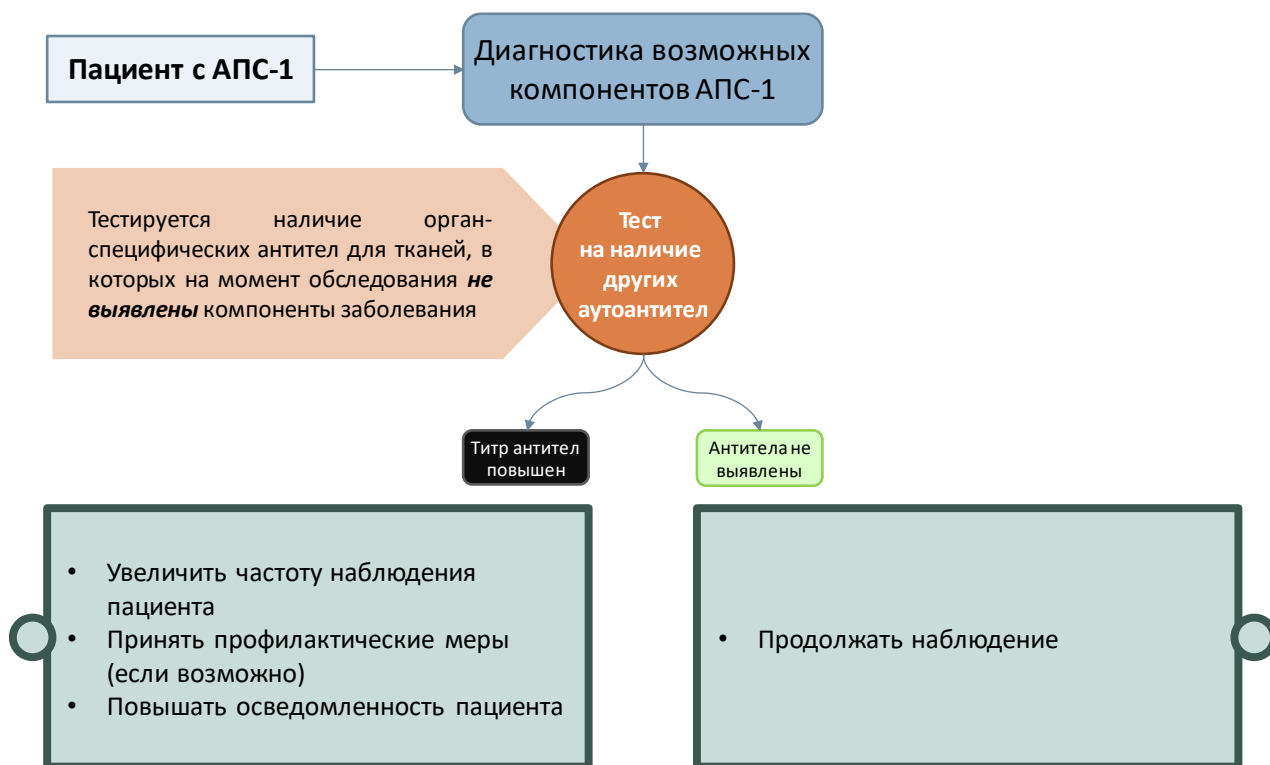 Пациент с АПС-1
Диагностика возможных
компонентов АПС-1
Тестируется наличие орган-
специфических антител для тканей, в
которых на момент обследования не
выявлены компоненты заболевания
Тест
на наличие
других
аутоантител
Титр антител
повышен
Антитела не
выявлены
• Увеличить частоту наблюдения
пациента
• Принять профилактические меры
(если возможно)
• Повышать осведомленность пациента
• Продолжать наблюдение